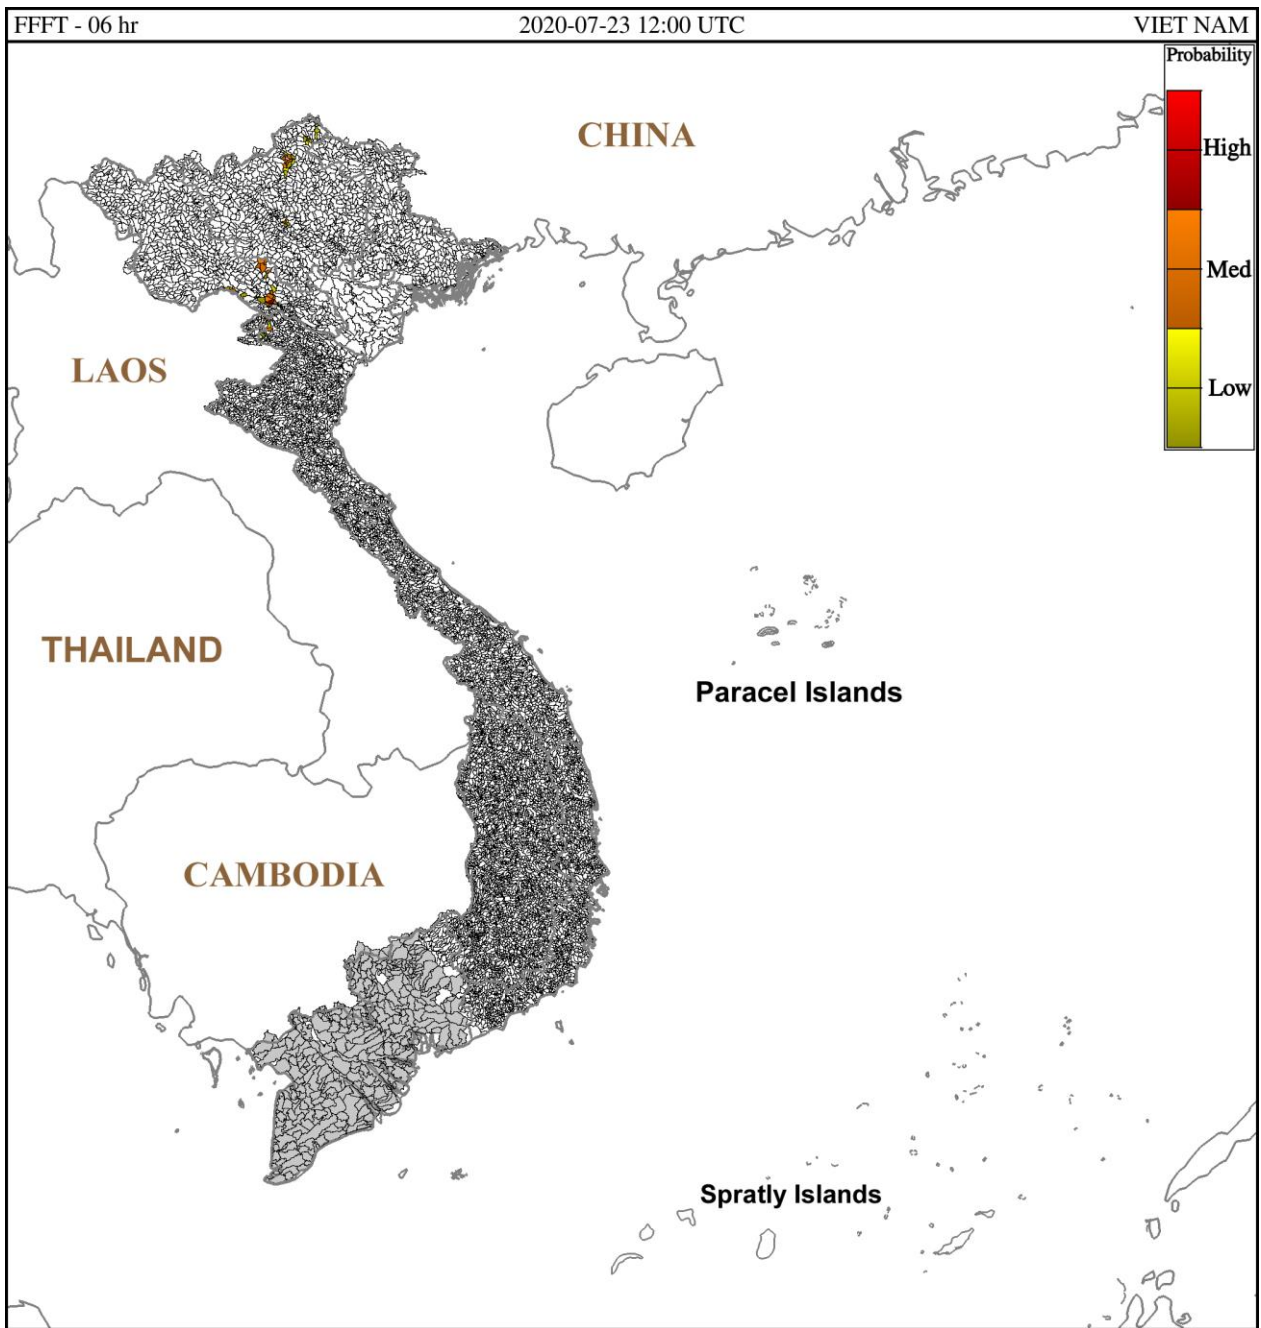 FFFT - 06 hr 2020-07-23 12:00 UTC VIET NAM
Probability
High
Med
Low
CHINA
LAOS
THAILAND
Paracel Islands
CAMBODIA
Spratly Islands